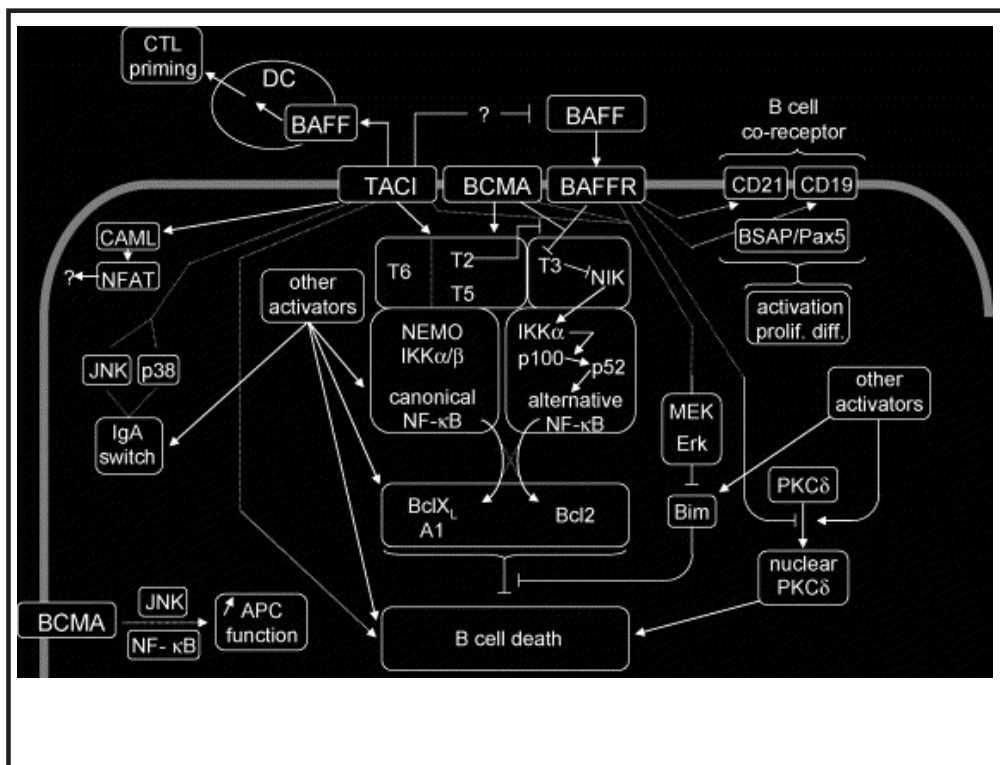 CTL
priming
DC
BAFF
?
BAFF
B cell
co-receptor
TACI
BCMA
BAFFR
CD21
CD19
CAML
BSAP/Pax5
?
NFAT
T6
T2
T5
T3
NIK
other
activators
activation
prolif. diff.
NEMO
IKKα/β
canonical
NF-κB
IKKα
p100
p52
alternative
NF-κB
JNK
p38
IgA
switch
other
activators
MEK
Erk
BclX_L
A1
Bcl2
Bim
PKCδ
nuclear
PKCδ
BCMA
JNK
NF- κB
APC
function
B cell death